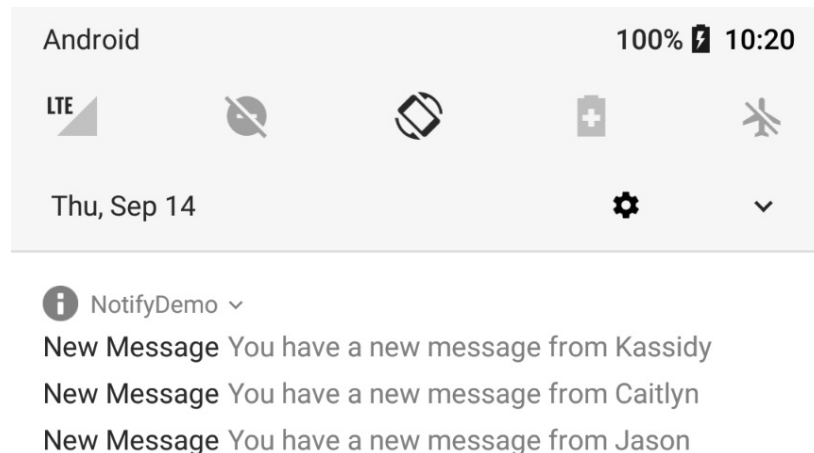 Android 100% 10:20
LTE
Thu, Sep 14
NotifyDemo
New Message You have a new message from Kassidy
New Message You have a new message from Caitlyn
New Message You have a new message from Jason